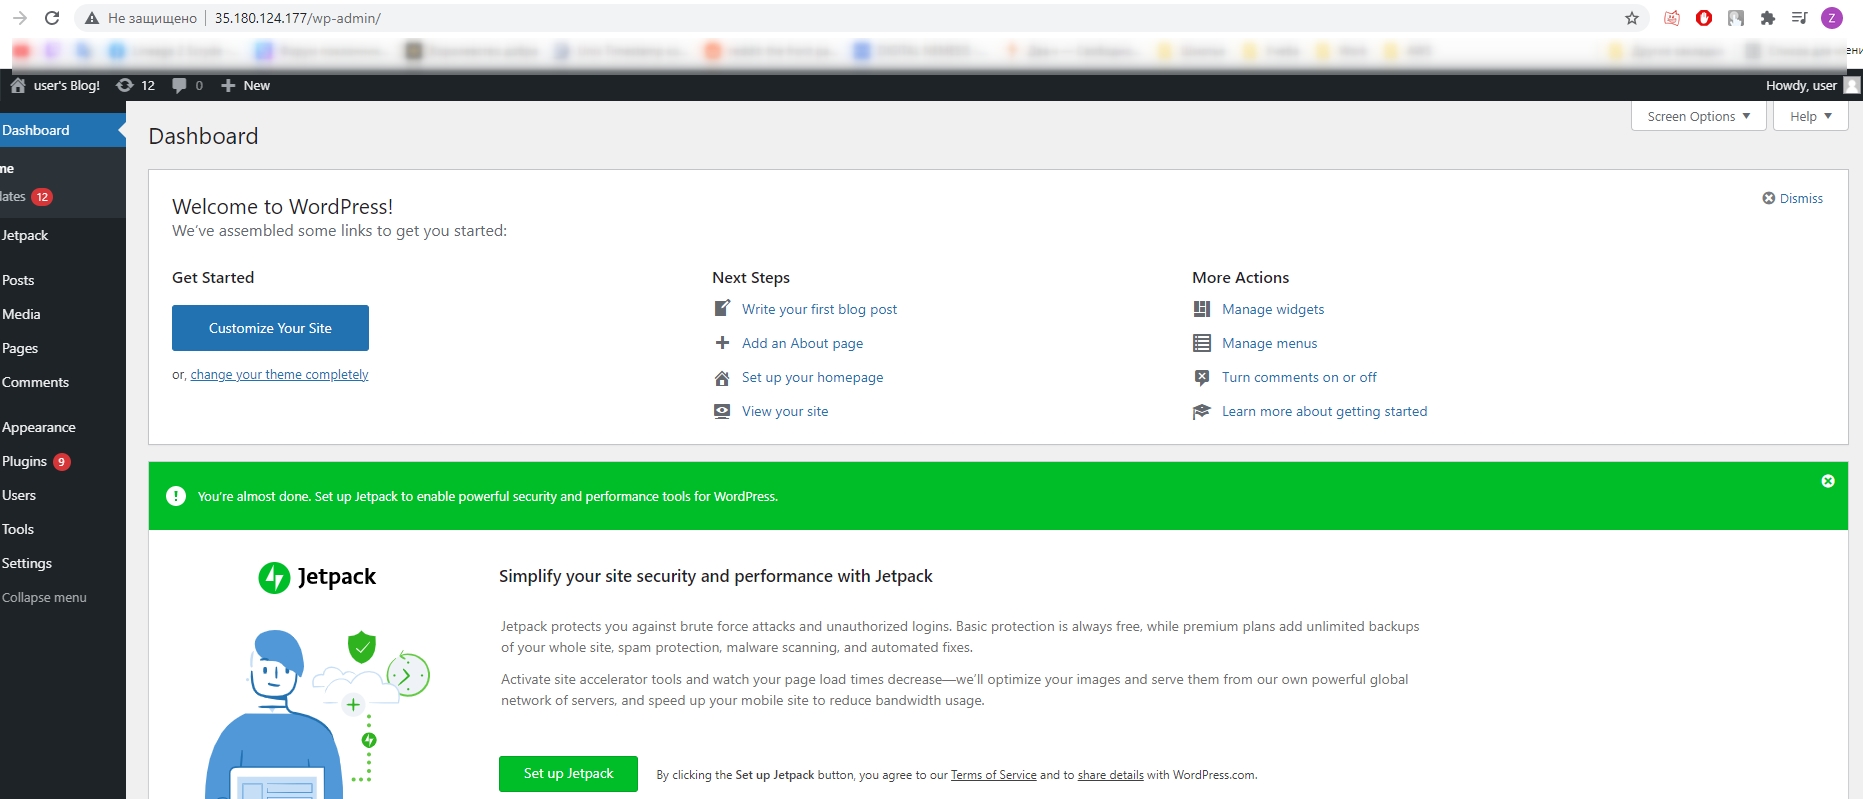 Не защищено
35.180.124.177/wp-admin/
Z
user's Blog!
12
0
New
Howdy, user
Dashboard
me
lates 12
Jetpack
Posts
Media
Pages
Comments
Appearance
Plugins 9
Users
Tools
Settings
Collapse menu
Screen Options
Help
Dashboard
Welcome to WordPress!
We've assembled some links to get you started:
Dismiss
Get Started
Customize Your Site
or, change your theme completely
Next Steps
Write your first blog post
Add an About page
Set up your homepage
View your site
More Actions
Manage widgets
Manage menus
Turn comments on or off
Learn more about getting started
You're almost done. Set up Jetpack to enable powerful security and performance tools for WordPress.
Jetpack
Simplify your site security and performance with Jetpack
Jetpack protects you against brute force attacks and unauthorized logins. Basic protection is always free, while premium plans add unlimited backups
of your whole site, spam protection, malware scanning, and automated fixes.
Activate site accelerator tools and watch your page load times decrease—we'll optimize your images and serve them from our own powerful global
network of servers, and speed up your mobile site to reduce bandwidth usage.
Set up Jetpack
By clicking the Set up Jetpack button, you agree to our Terms of Service and to share details with WordPress.com.